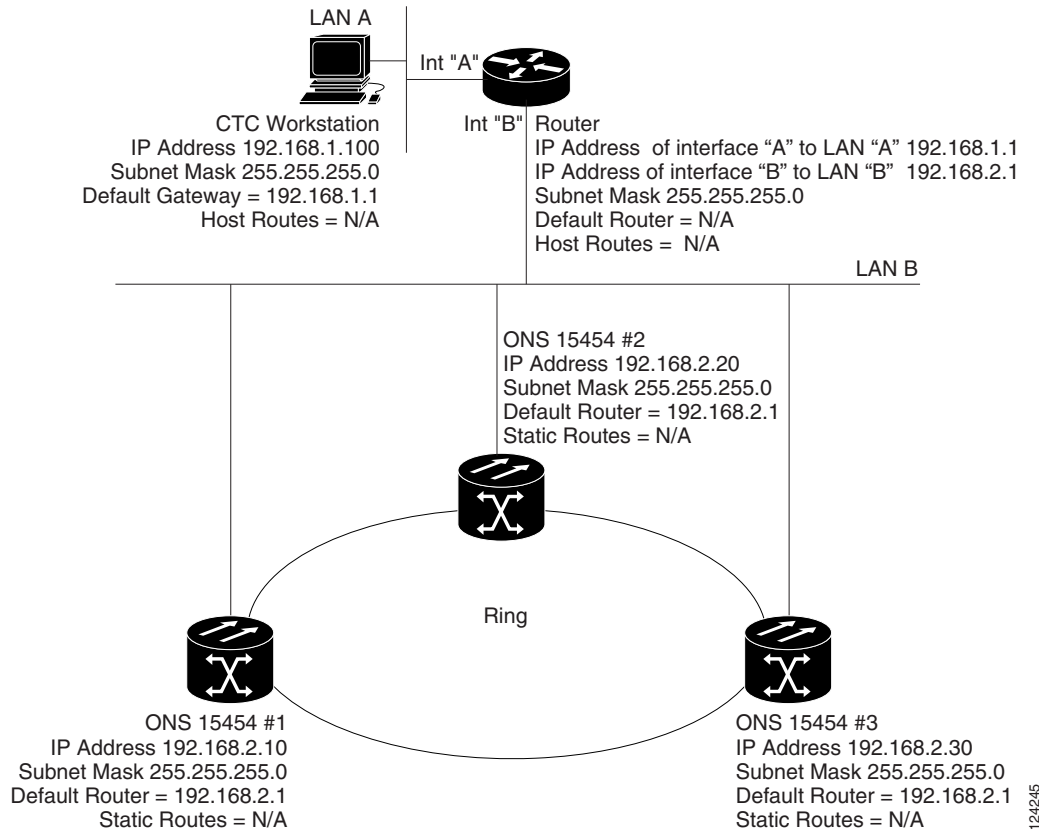 LAN A
Int "A"
CTC Workstation
IP Address 192.168.1.100
Subnet Mask 255.255.255.0
Default Gateway = 192.168.1.1
Host Routes = N/A
Int "B"
Router
IP Address of interface “A” to LAN “A” 192.168.1.1
IP Address of interface “B” to LAN “B” 192.168.2.1
Subnet Mask 255.255.255.0
Default Router = N/A
Host Routes = N/A
LAN B
ONS 15454 #2
IP Address 192.168.2.20
Subnet Mask 255.255.255.0
Default Router = 192.168.2.1
Static Routes = N/A
Ring
ONS 15454 #1
IP Address 192.168.2.10
Subnet Mask 255.255.255.0
Default Router = 192.168.2.1
Static Routes = N/A
ONS 15454 #3
IP Address 192.168.2.30
Subnet Mask 255.255.255.0
Default Router = 192.168.2.1
Static Routes = N/A
124245